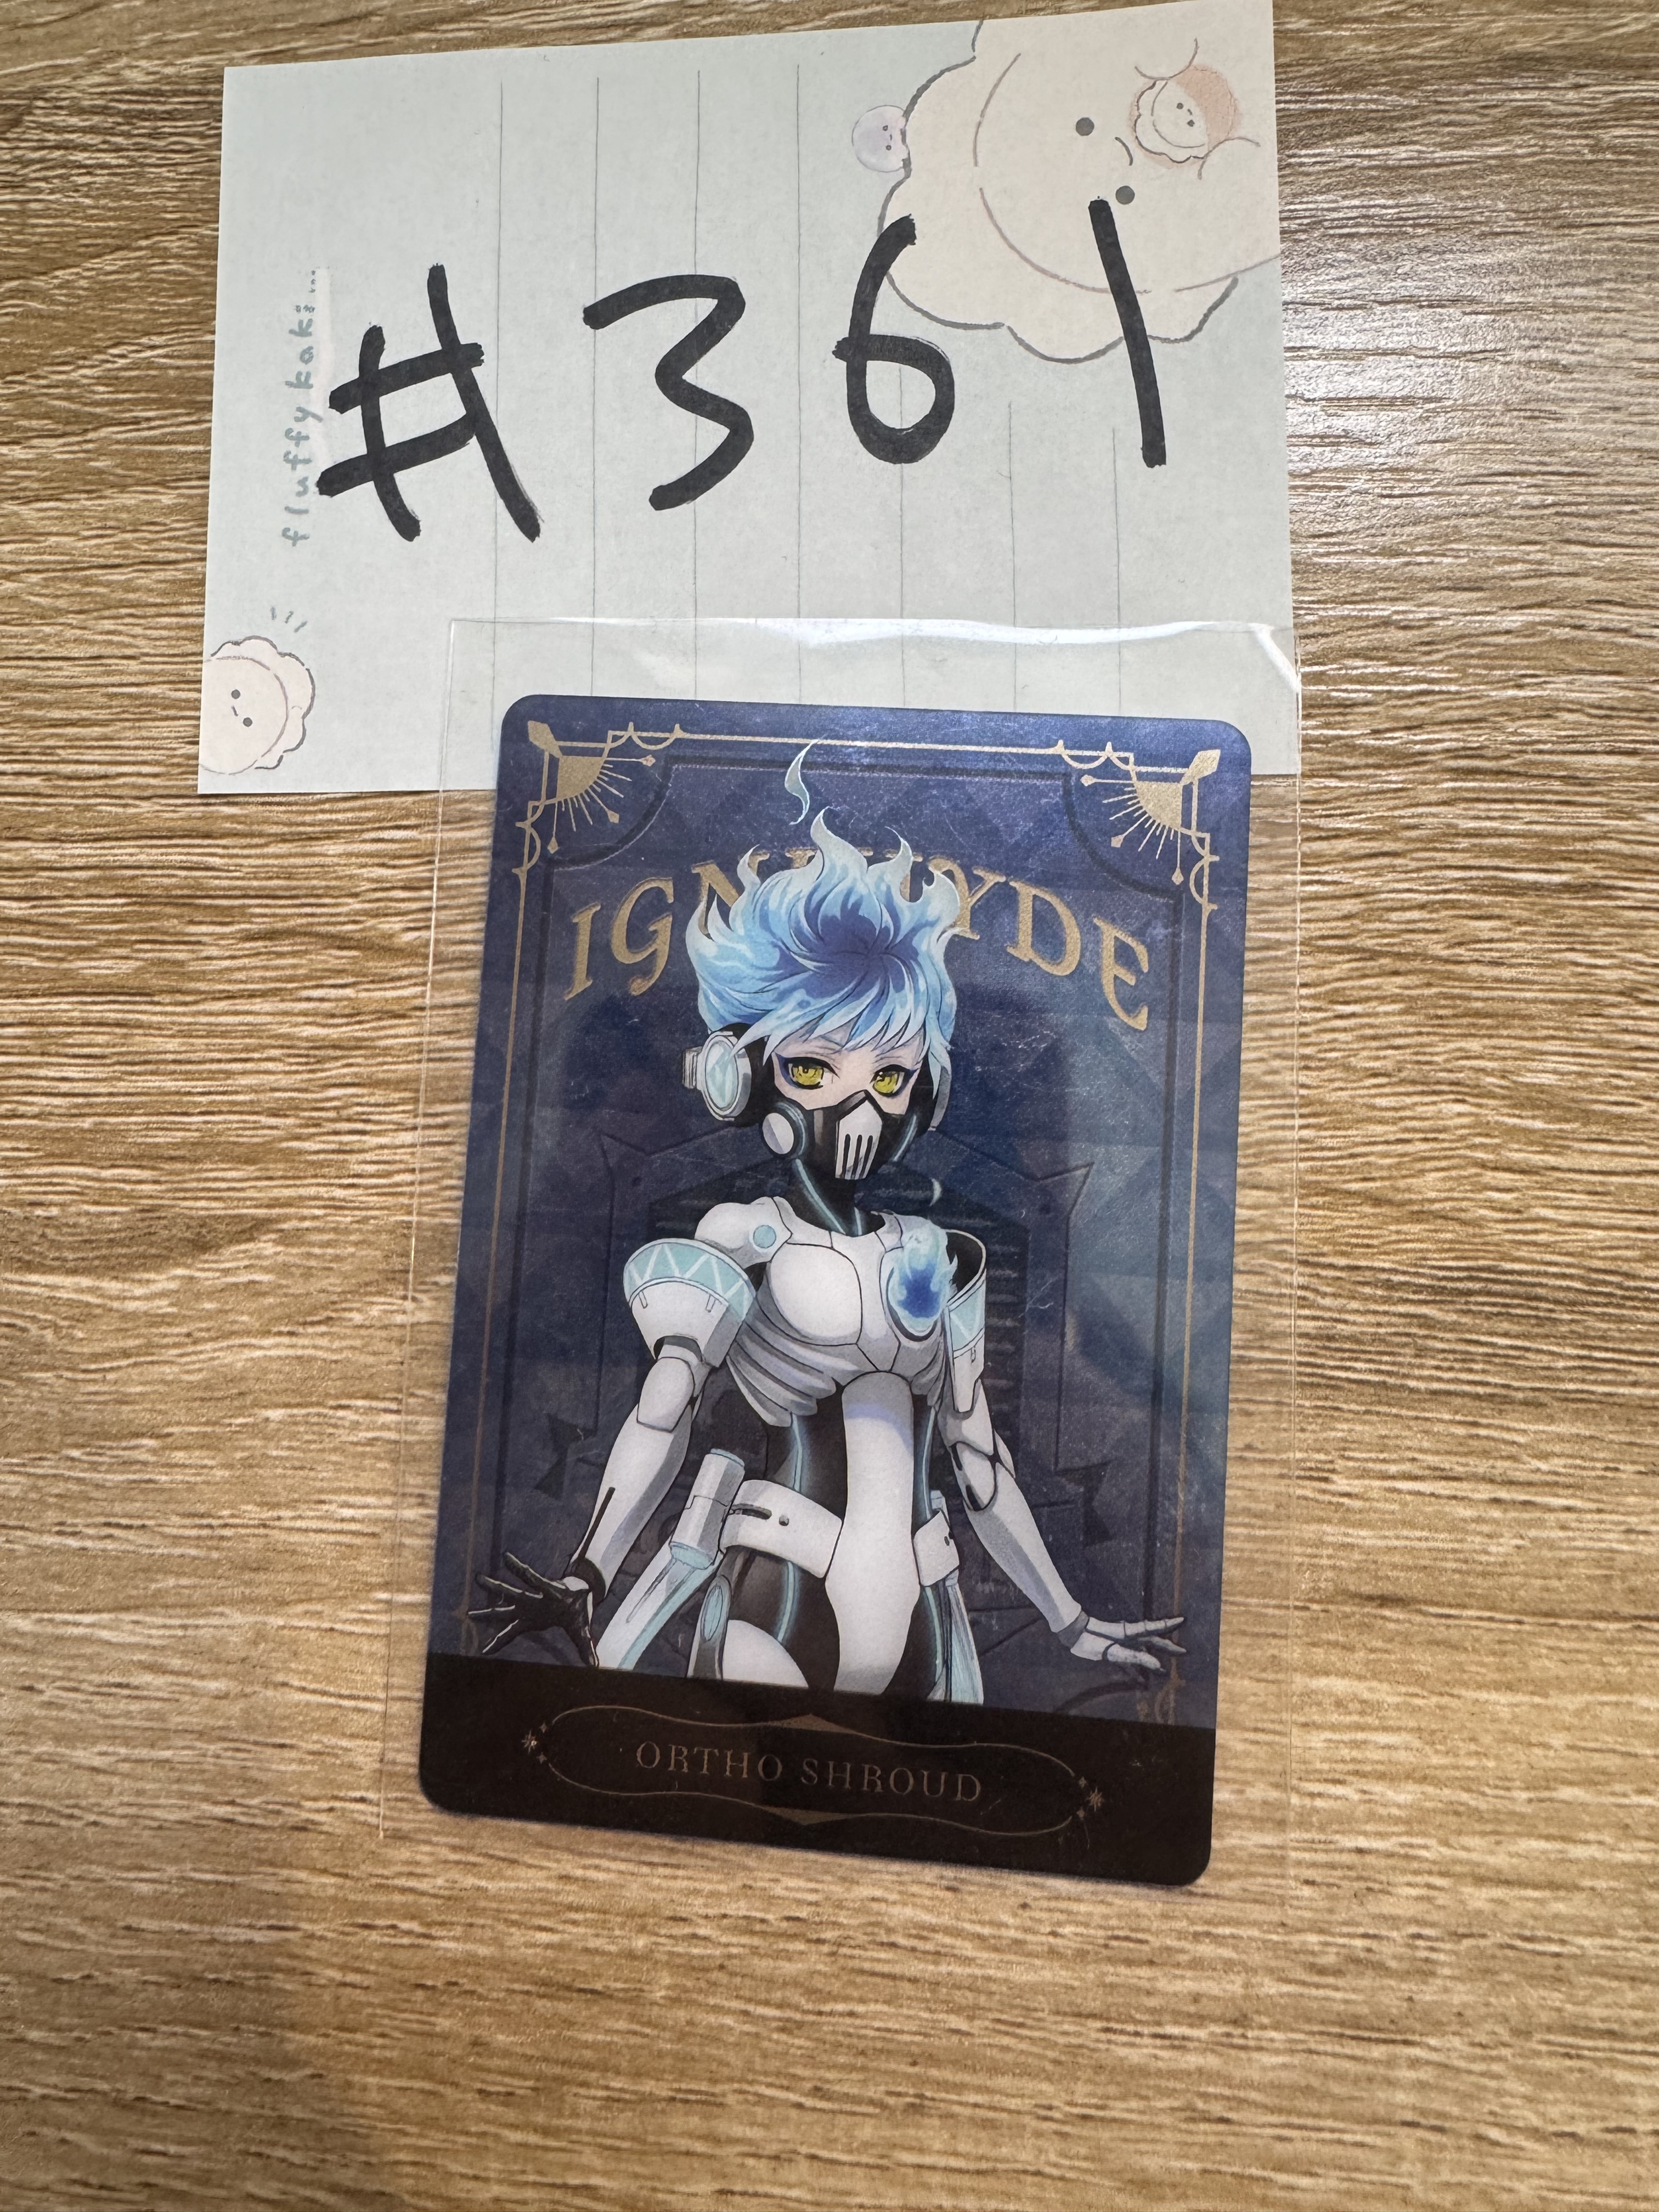 #361
fluffy kaki...
IGNIHYDE
ORTHO SHROUD